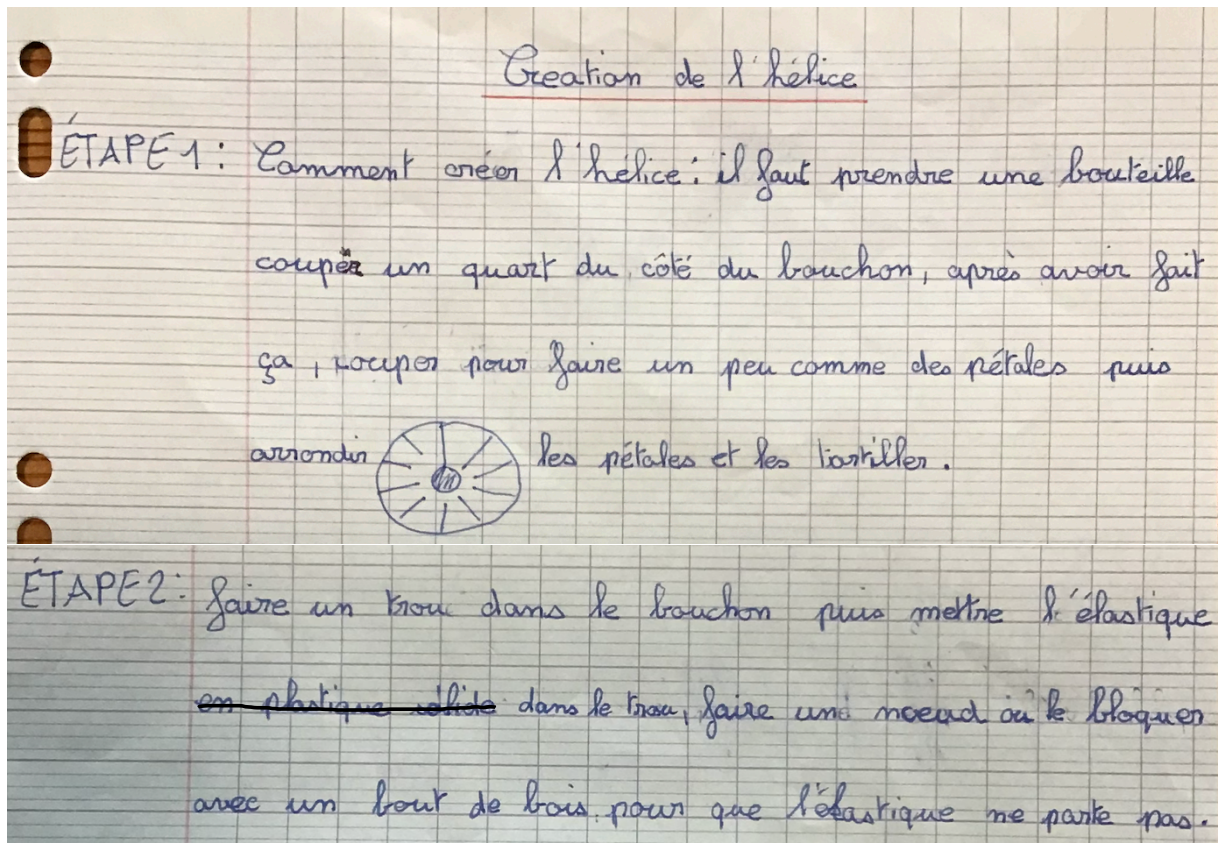 Creation de l'hélice
ÉTAPE 1 : Comment créer l'hélice : il faut prendre une bouteille
couper un quart du côté du bouchon, après avoir fait
ça, couper pour faire un peu comme des pétales puis
arrondir les pétales et les tortiller.
ÉTAPE 2 : faire un trou dans le bouchon puis mettre l'élastique
en plastique solide dans le trou, faire une noeud où le bloquer
avec un bout de bois pour que l'élastique ne parte pas.